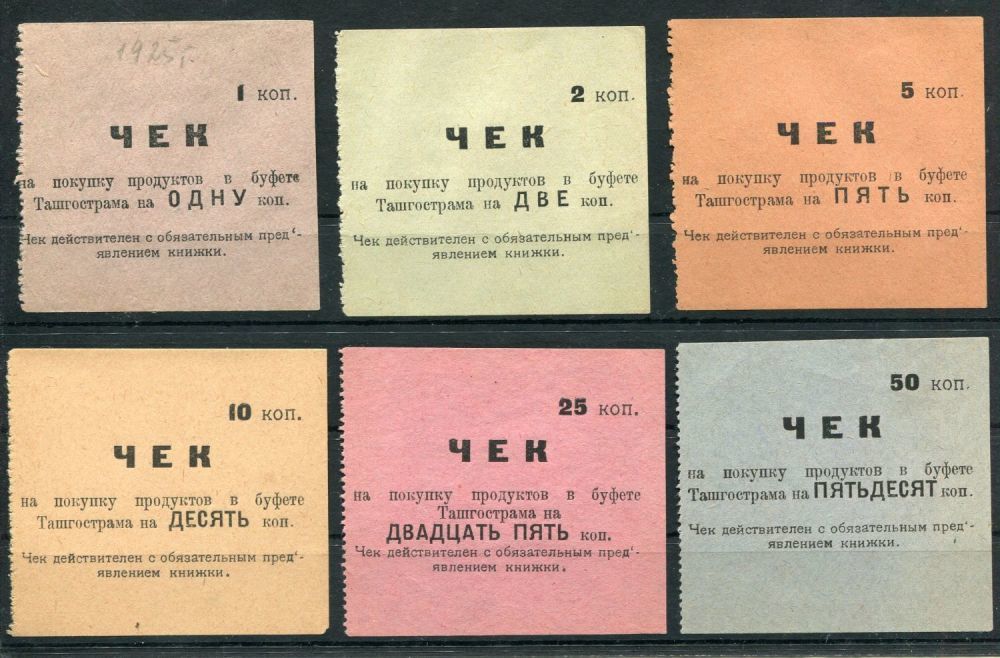 1925г.
1 коп.
ЧЕК
на покупку продуктов в буфете
Ташгострама на ОДНУ коп.
Чек действителен с обязательным пред'-
явлением книжки.
2 коп.
ЧЕК
на покупку продуктов в буфете
Ташгострама на ДВЕ коп.
Чек действителен с обязательным пред'-
явлением книжки.
5 коп.
ЧЕК
на покупку продуктов в буфете
Ташгострама на ПЯТЬ коп.
Чек действителен с обязательным пред'-
явлением книжки.
10 коп.
ЧЕК
на покупку продуктов в буфете
Ташгострама на ДЕСЯТЬ коп.
Чек действителен с обязательным пред'-
явлением книжки.
25 коп.
ЧЕК
на покупку продуктов в буфете
Ташгострама на
ДВАДЦАТЬ ПЯТЬ коп.
Чек действителен с обязательным пред'-
явлением книжки.
50 коп.
ЧЕК
на покупку продуктов в буфете
Ташгострама на ПЯТЬДЕСЯТ коп.
Чек действителен с обязательным пред'-
явлением книжки.